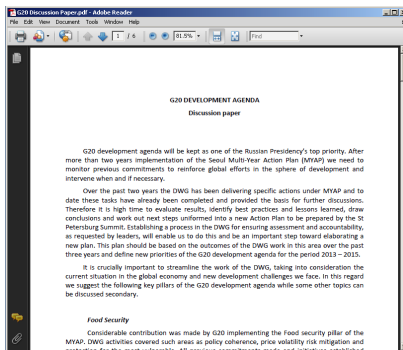 G20 Discussion Paper.pdf - Adobe Reader
File Edit View Document Tools Window Help
1 / 6 81.5% Find
G20 DEVELOPMENT AGENDA
Discussion paper
G20 development agenda will be kept as one of the Russian Presidency's top priority. After
more than two years implementation of the Seoul Multi-Year Action Plan (MYAP) we need to
monitor previous commitments to reinforce global efforts in the sphere of development and
intervene when and if necessary.
Over the past two years the DWG has been delivering specific actions under MYAP and to
date these tasks have already been completed and provided the basis for further discussions.
Therefore it is high time to evaluate results, identify best practices and lessons learned, draw
conclusions and work out next steps uniformed into a new Action Plan to be prepared by the St
Petersburg Summit. Establishing a process in the DWG for ensuring assessment and accountability,
as requested by leaders, will enable us to do this and be an important step toward elaborating a
new plan. This plan should be based on the outcomes of the DWG work in this area over the past
three years and define new priorities of the G20 development agenda for the period 2013 – 2015.
It is crucially important to streamline the work of the DWG, taking into consideration the
current situation in the global economy and new development challenges we face. In this regard
we suggest the following key pillars of the G20 development agenda while some other topics can
be discussed secondary.
Food Security
Considerable contribution was made by G20 implementing the Food security pillar of the
MYAP. DWG activities covered such areas as policy coherence, price volatility risk mitigation and